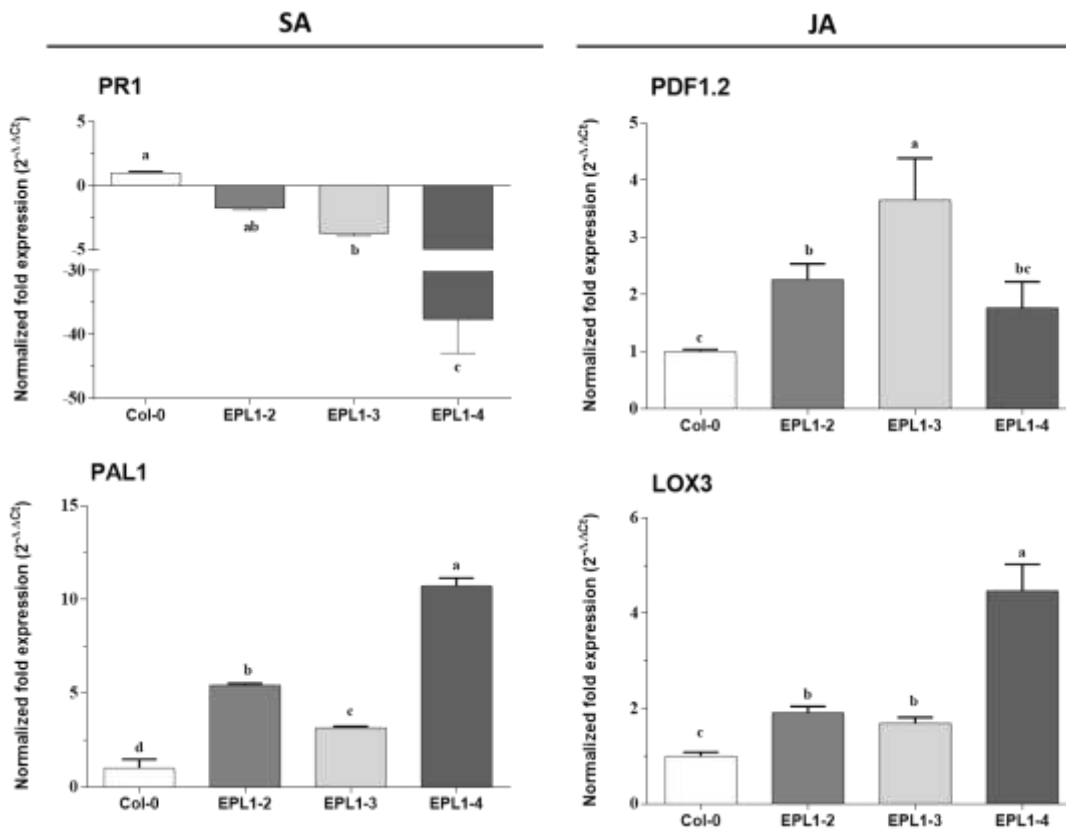 SA
JA
PR1
Normalized fold expression (2^-ΔΔCt)
5
0
-5
-30
-40
-50
a
ab
b
c
Col-0 EPL1-2 EPL1-3 EPL1-4
PDF1.2
Normalized fold expression (2^-ΔΔCt)
5
4
3
2
1
0
c
b
a
bc
Col-0 EPL1-2 EPL1-3 EPL1-4
PAL1
Normalized fold expression (2^-ΔΔCt)
15
10
5
0
d
b
c
a
Col-0 EPL1-2 EPL1-3 EPL1-4
LOX3
Normalized fold expression (2^-ΔΔCt)
6
4
2
0
c
b
b
a
Col-0 EPL1-2 EPL1-3 EPL1-4